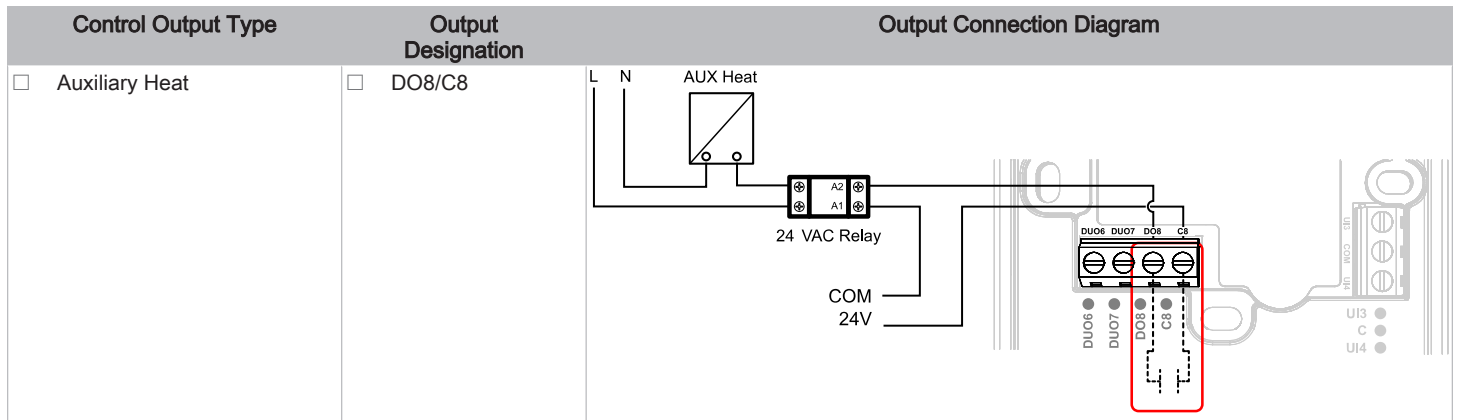 Control Output Type
Output
Designation
Output Connection Diagram
☐ Auxiliary Heat
☐ DO8/C8
L N AUX Heat
A2
A1
24 VAC Relay
COM
24V
DUO6 DUO7 DO8 C8
DUO6
DUO7
DO8
C8
UI3
COM
UI4
UI3
C
UI4